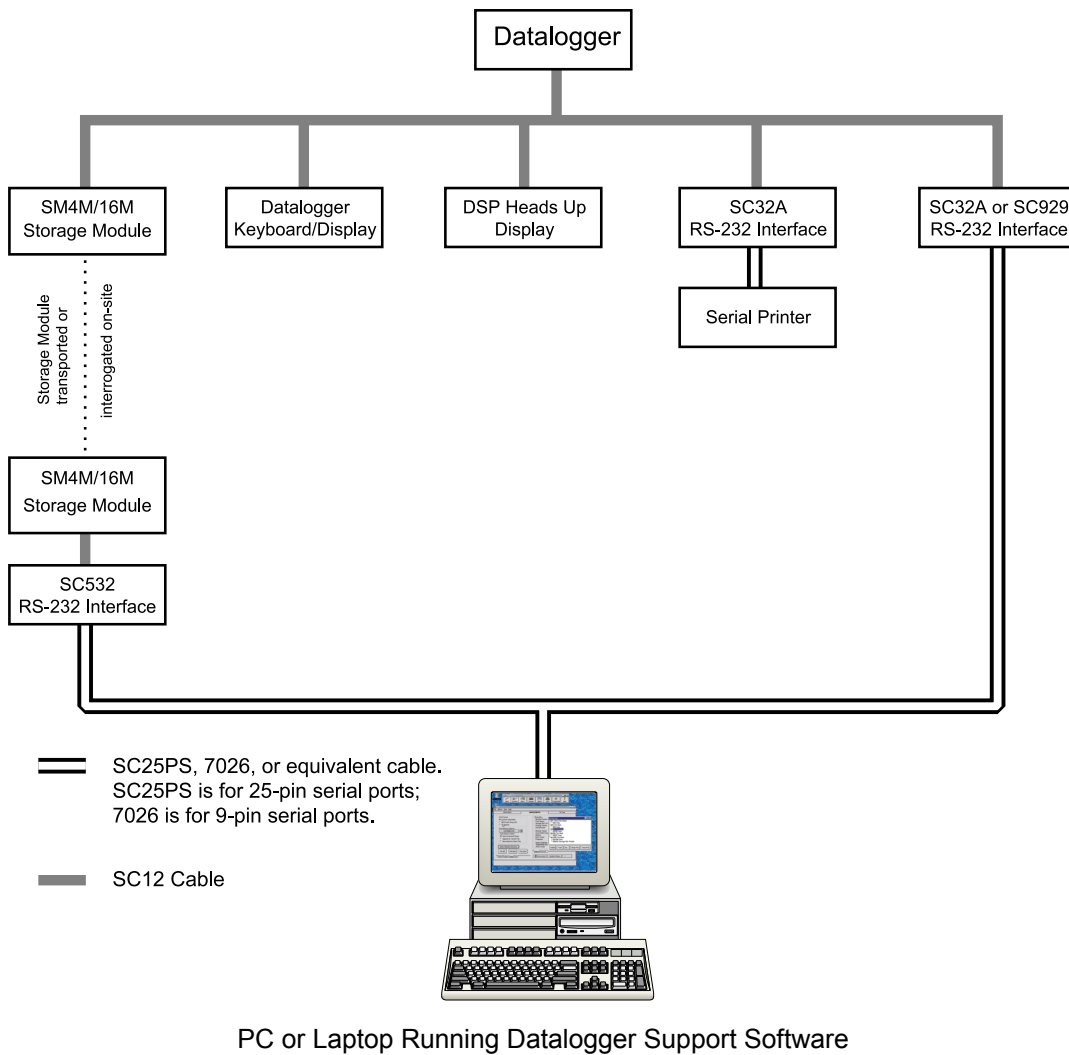 Datalogger
SM4M/16M
Storage Module
Datalogger
Keyboard/Display
DSP Heads Up
Display
SC32A
RS-232 Interface
SC32A or SC929
RS-232 Interface
Serial Printer
Storage Module
transported or
interrogated on-site
SM4M/16M
Storage Module
SC532
RS-232 Interface
SC25PS, 7026, or equivalent cable.
SC25PS is for 25-pin serial ports;
7026 is for 9-pin serial ports.
SC12 Cable
PC or Laptop Running Datalogger Support Software